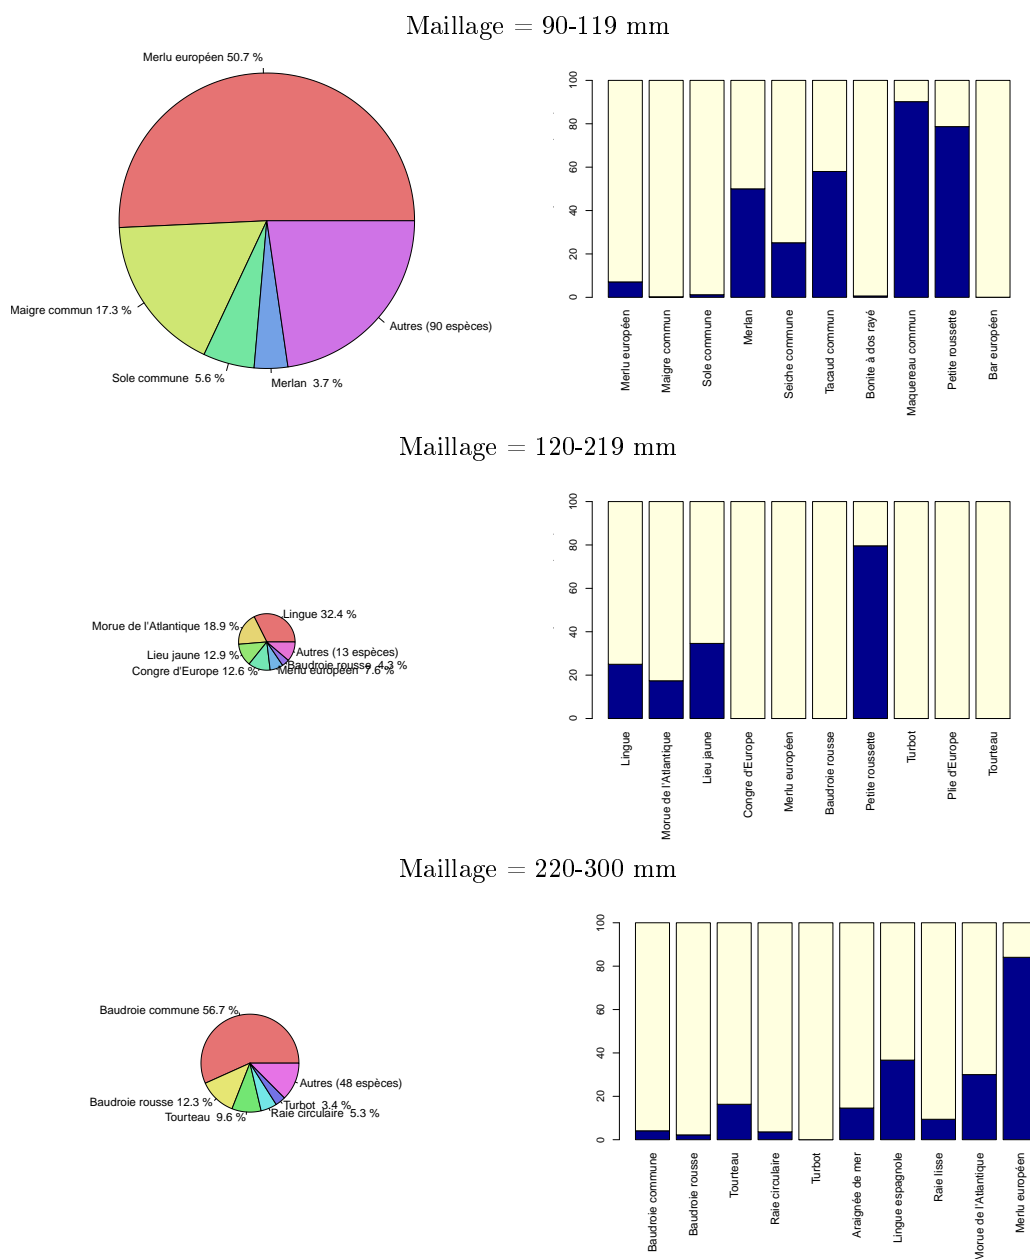 Maillage = 90-119 mm
Merlu européen 50.7 %
Maigre commun 17.3 %
Sole commune 5.6 %
Merlan 3.7 %
Autres (90 espèces)
0 20 40 60 80 100
Merlu européen
Maigre commun
Sole commune
Merlan
Seiche commune
Tacaud commun
Bonite à dos rayé
Maquereau commun
Petite roussette
Bar européen
Maillage = 120-219 mm
Lingue 32.4 %
Morue de l'Atlantique 18.9 %
Lieu jaune 12.9 %
Congre d'Europe 12.6 %
Merlu européen 7.6 %
Baudroie rousse 4.3 %
Autres (13 espèces)
0 20 40 60 80 100
Lingue
Morue de l'Atlantique
Lieu jaune
Congre d'Europe
Merlu européen
Baudroie rousse
Petite roussette
Turbot
Plie d'Europe
Tourteau
Maillage = 220-300 mm
Baudroie commune 56.7 %
Baudroie rousse 12.3 %
Tourteau 9.6 %
Raie circulaire 5.3 %
Turbot 3.4 %
Autres (48 espèces)
0 20 40 60 80 100
Baudroie commune
Baudroie rousse
Tourteau
Raie circulaire
Turbot
Araignée de mer
Lingue espagnole
Raie lisse
Morue de l'Atlantique
Merlu européen